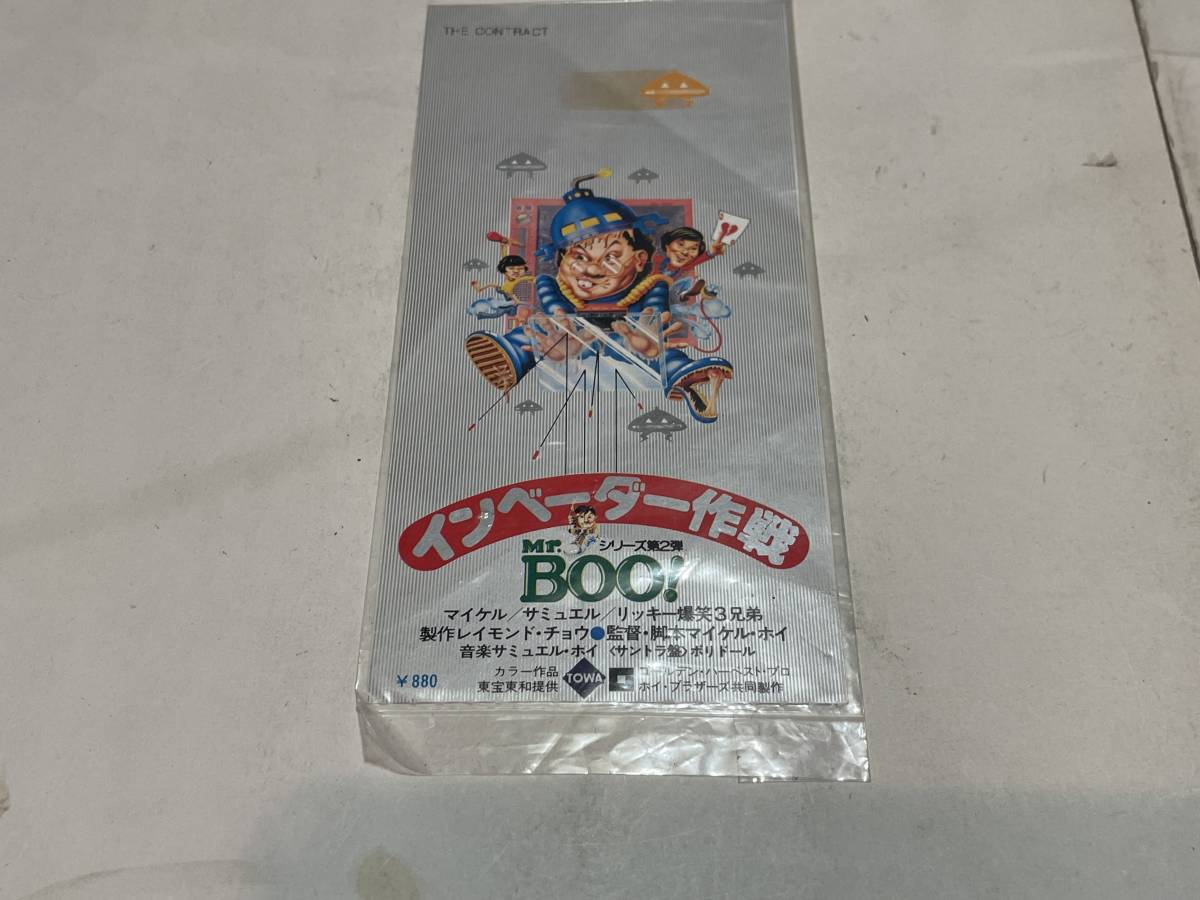 THE CONTRACT
インベーダー作戦
Mr. BOO!
シリーズ第2弾
マイケル/サミュエル/リッキー爆笑3兄弟
製作レイモンド・チョウ●監督・脚本マイケル・ホイ
音楽サミュエル・ホイ 〈サントラ盤〉ポリドール
¥880
カラー作品
東宝東和提供
TOWA
ゴールデン・ハーベスト・プロ
ホイ・ブラザーズ共同製作